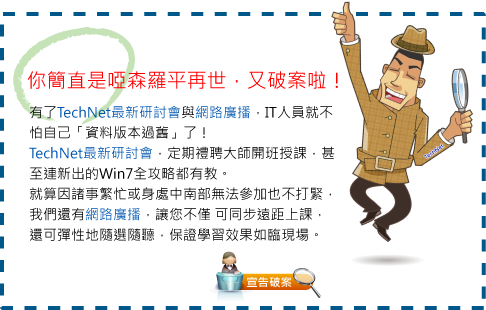 你簡直是啞森羅平再世，又破案啦！
有了TechNet最新研討會與網路廣播，IT人員就不
怕自己「資料版本過舊」了！
TechNet最新研討會，定期禮聘大師開班授課，甚
至連新出的Win7全攻略都有教。
就算因諸事繁忙或身處中南部無法參加也不打緊，
我們還有網路廣播，讓您不僅 可同步遠距上課，
還可彈性地隨選隨聽，保證學習效果如臨現場。
TechNet
宣告破案